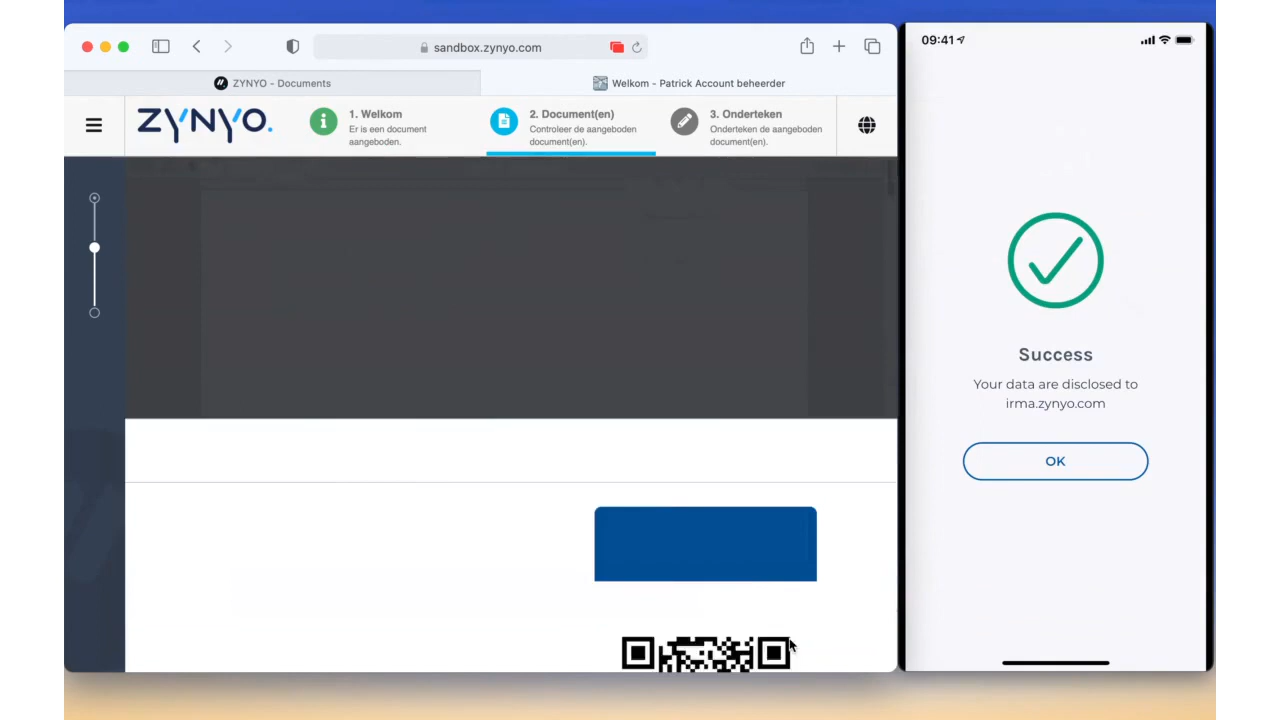 sandbox.zynyo.com
ZYNYO - Documents
Welkom - Patrick Account beheerder
ZYNYO.
1. Welkom
Er is een document
aangeboden.
2. Document(en)
Controleer de aangeboden
document(en).
3. Onderteken
Onderteken de aangeboden
document(en).
09:41
Success
Your data are disclosed to
irma.zynyo.com
OK